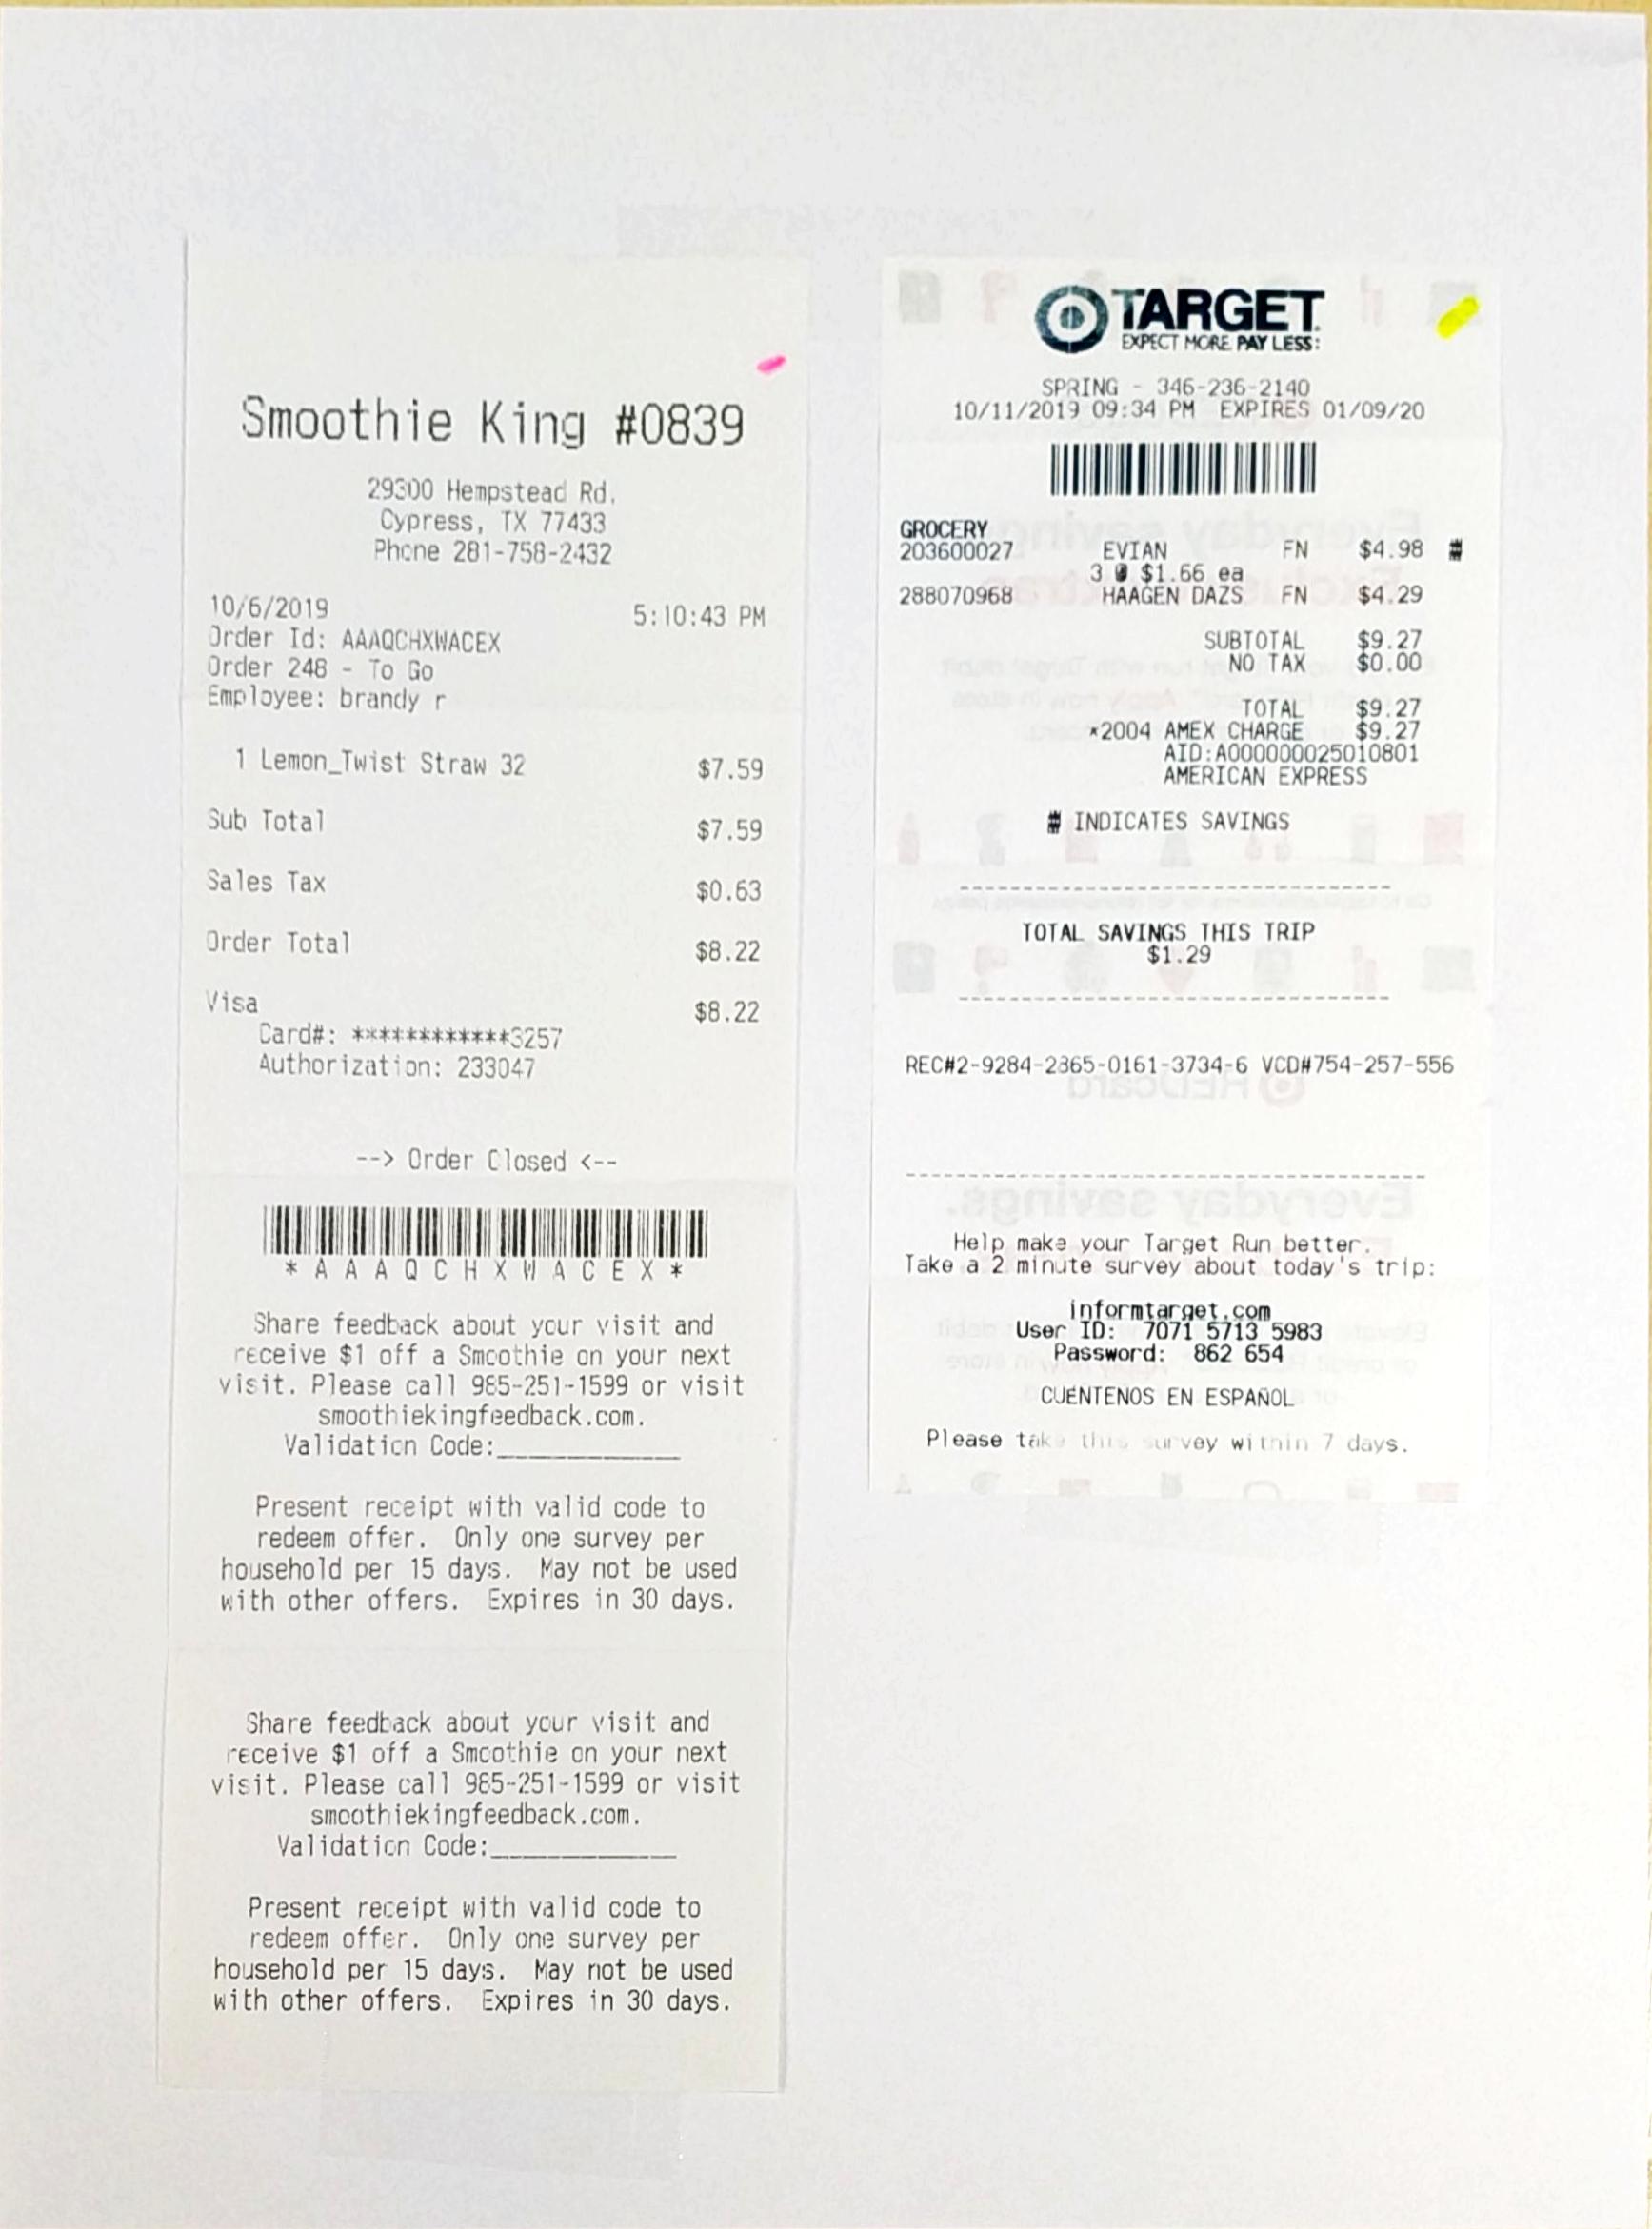 Smoothie King #0839
29300 Hempstead Rd.
Cypress, TX 77433
Phone 281-758-2432
10/6/2019 5:10:43 PM
Order Id: AAAQCHXWACEX
Order 248 - To Go
Employee: brandy r
1 Lemon_Twist Straw 32 $7.59
Sub Total $7.59
Sales Tax $0.63
Order Total $8.22
Visa $8.22
Card#: ************3257
Authorization: 233047
--> Order Closed <--
* A A A Q C H X W A C E X *
Share feedback about your visit and
receive $1 off a Smoothie on your next
visit. Please call 985-251-1599 or visit
smoothiekingfeedback.com.
Validation Code:____________
Present receipt with valid code to
redeem offer. Only one survey per
household per 15 days. May not be used
with other offers. Expires in 30 days.
Share feedback about your visit and
receive $1 off a Smoothie on your next
visit. Please call 985-251-1599 or visit
smoothiekingfeedback.com.
Validation Code:____________
Present receipt with valid code to
redeem offer. Only one survey per
household per 15 days. May not be used
with other offers. Expires in 30 days.
TARGET
EXPECT MORE PAY LESS:
SPRING - 346-236-2140
10/11/2019 09:34 PM EXPIRES 01/09/20
GROCERY
203600027 EVIAN FN $4.98 #
3 @ $1.66 ea
288070968 HAAGEN DAZS FN $4.29
SUBTOTAL $9.27
NO TAX $0.00
TOTAL $9.27
*2004 AMEX CHARGE $9.27
AID:A000000025010801
AMERICAN EXPRESS
# INDICATES SAVINGS
TOTAL SAVINGS THIS TRIP
$1.29
REC#2-9284-2365-0161-3734-6 VCD#754-257-556
Help make your Target Run better.
Take a 2 minute survey about today's trip:
informtarget.com
User ID: 7071 5713 5983
Password: 862 654
CUÉNTENOS EN ESPAÑOL
Please take this survey within 7 days.